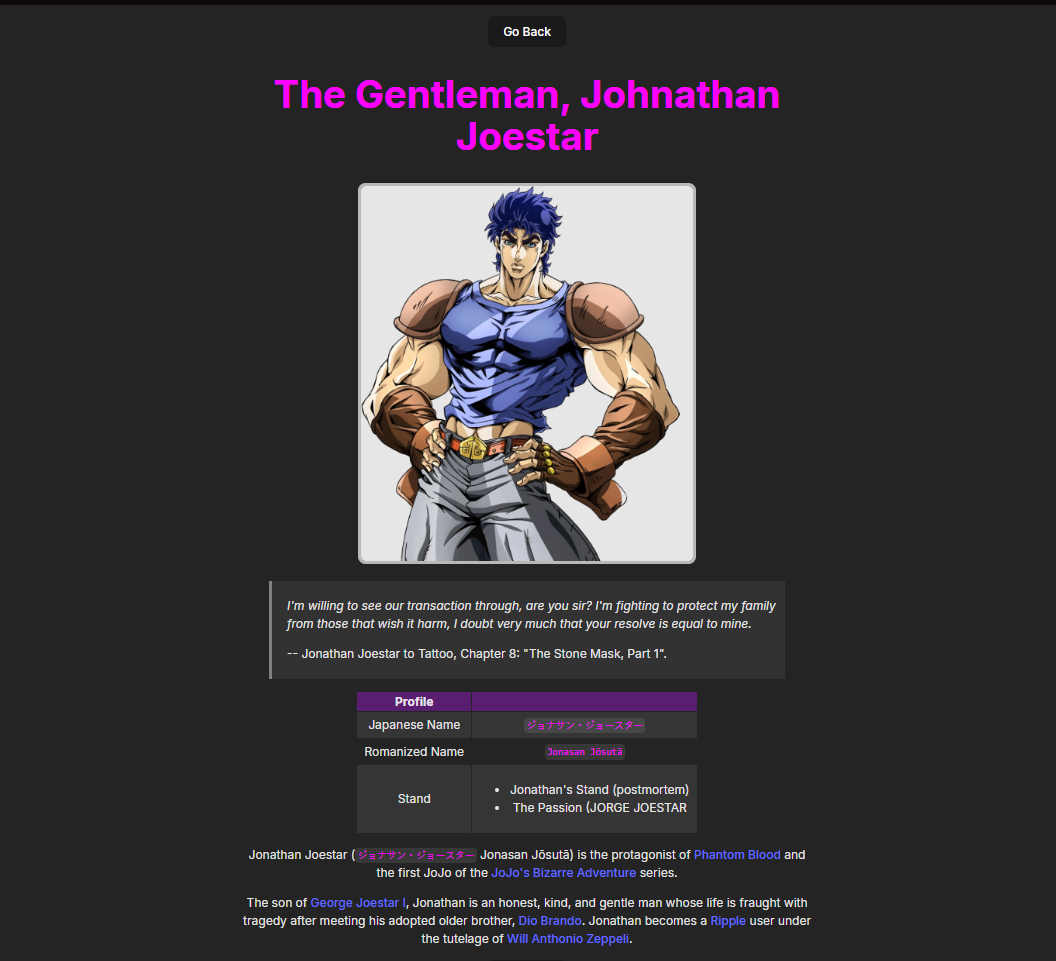 Go Back
The Gentleman, Johnathan
Joestar
I'm willing to see our transaction through, are you sir? I'm fighting to protect my family
from those that wish it harm, I doubt very much that your resolve is equal to mine.
-- Jonathan Joestar to Tattoo, Chapter 8: "The Stone Mask, Part 1".
Profile
Japanese Name ジョナサン・ジョースター
Romanized Name Jonasan Jōsutā
Stand
• Jonathan's Stand (postmortem)
• The Passion (JORGE JOESTAR
Jonathan Joestar (ジョナサン・ジョースター Jonasan Jōsutā) is the protagonist of Phantom Blood and
the first JoJo of the JoJo's Bizarre Adventure series.
The son of George Joestar I, Jonathan is an honest, kind, and gentle man whose life is fraught with
tragedy after meeting his adopted older brother, Dio Brando. Jonathan becomes a Ripple user under
the tutelage of Will Anthonio Zeppeli.